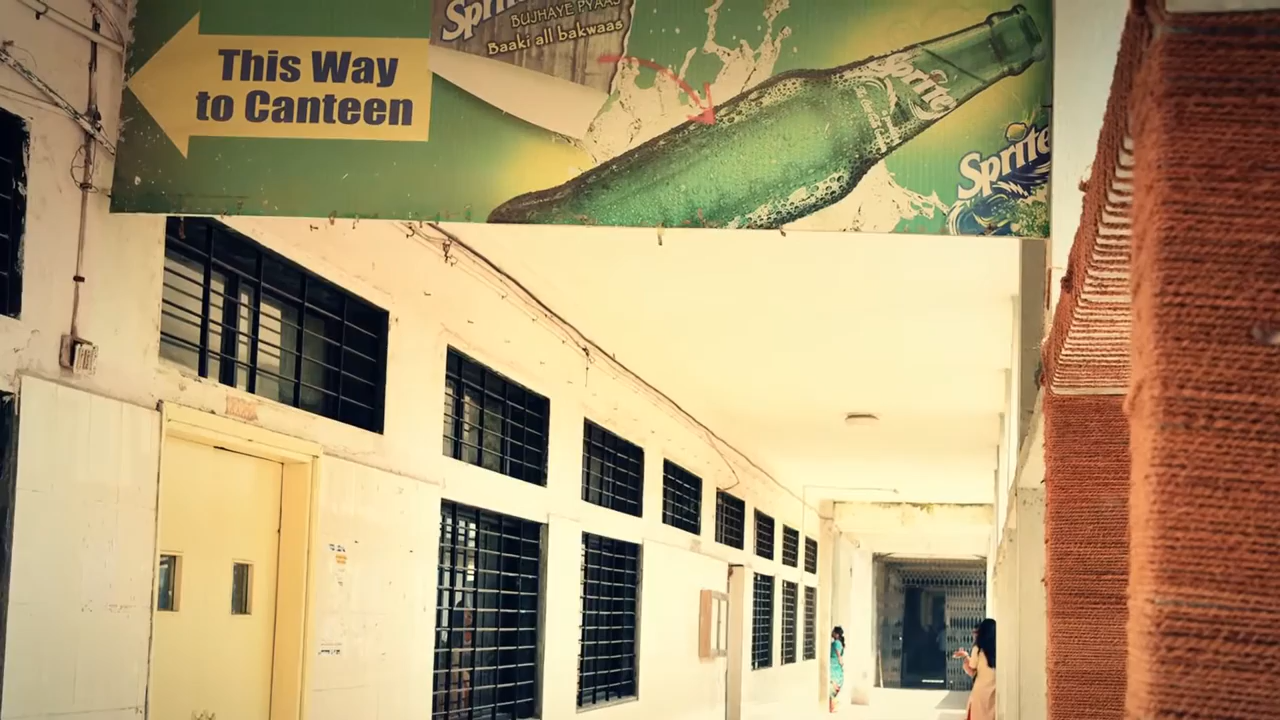 This Way
to Canteen
Sprite
BUJHAYE PYAAS
Baaki all bakwaas
Sprite
Sprite